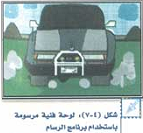 شكل (٤-٧)، لوحة فنية مرسومة
باستخدام برنامج الرسام